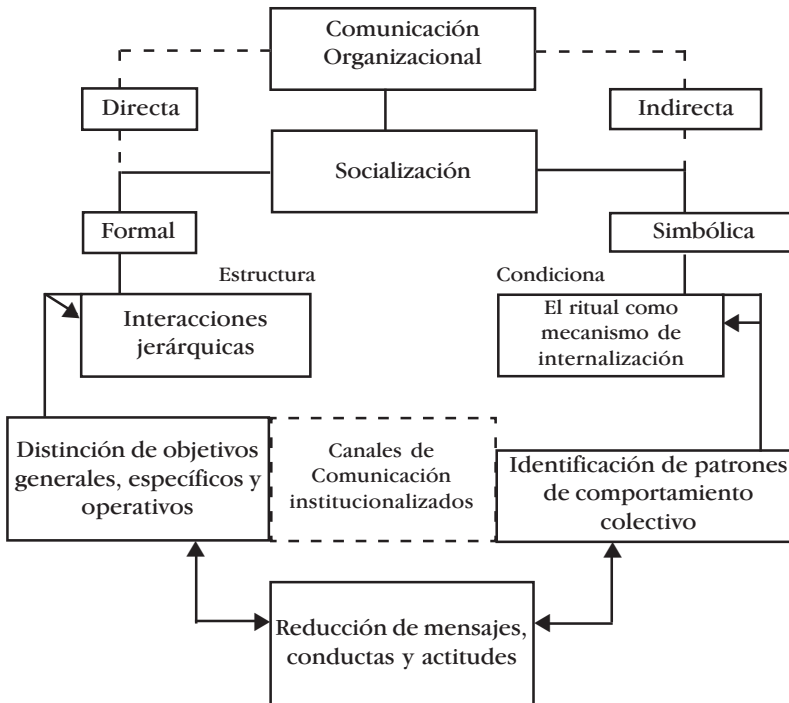 Comunicación
Organizacional
Directa
Indirecta
Socialización
Formal
Simbólica
Estructura
Condiciona
Interacciones
jerárquicas
El ritual como
mecanismo de
internalización
Distinción de objetivos
generales, específicos y
operativos
Canales de
Comunicación
institucionalizados
Identificación de patrones
de comportamiento
colectivo
Reducción de mensajes,
conductas y actitudes